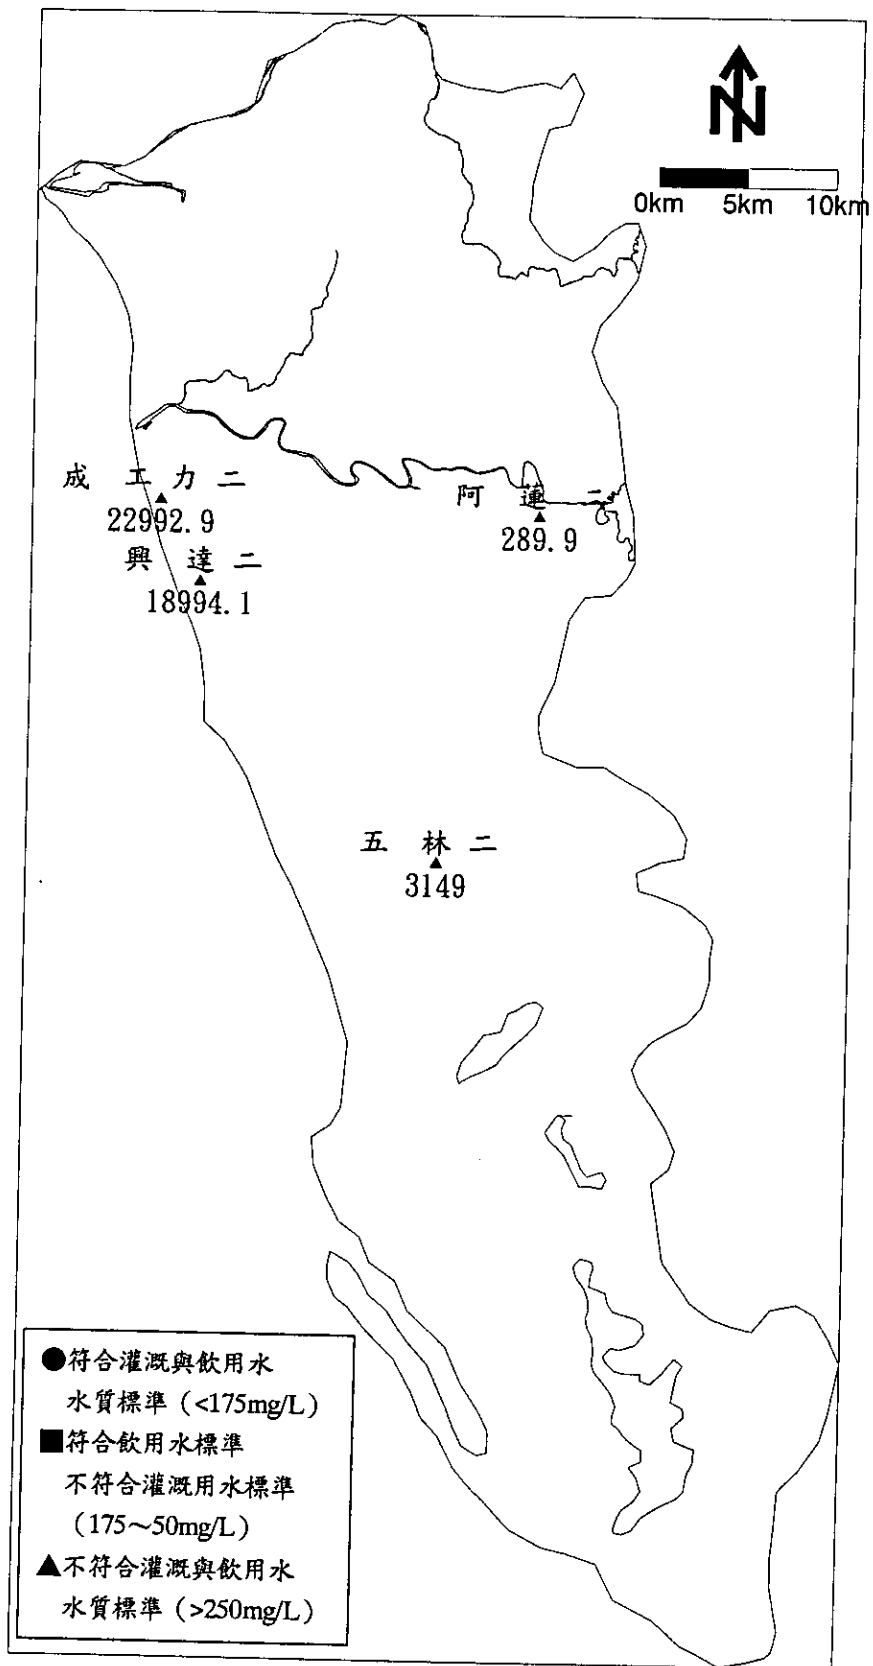 N
0km 5km 10km
成 工 力 二
22992.9
興 達 二
18994.1
阿 蓮 二
289.9
五 林 二
3149
●符合灌溉與飲用水
水質標準(<175mg/L)
■符合飲用水標準
不符合灌溉用水標準
(175~50mg/L)
▲不符合灌溉與飲用水
水質標準(>250mg/L)